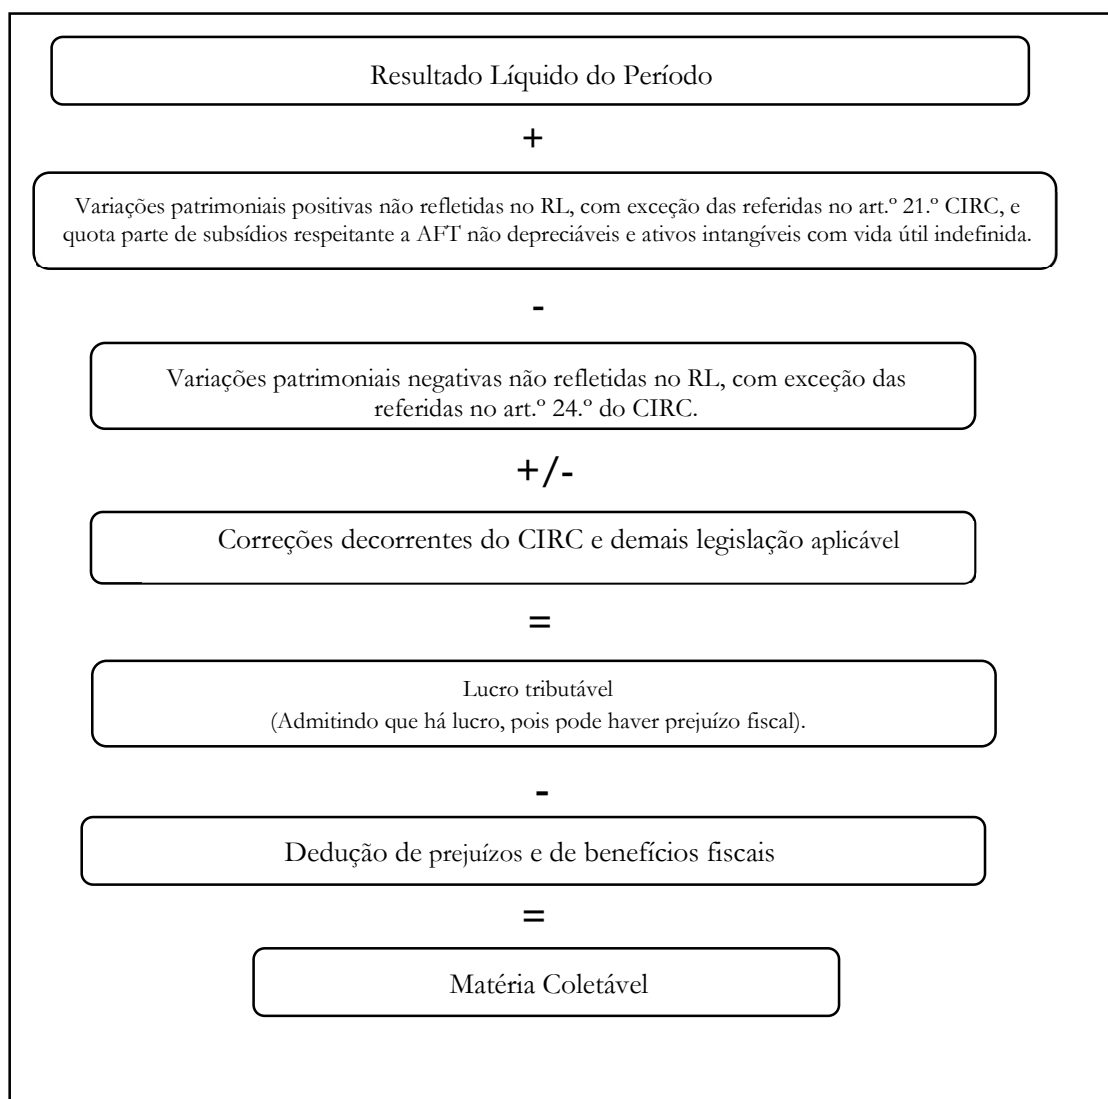 Resultado Líquido do Período
+
Variações patrimoniais positivas não refletidas no RL, com exceção das referidas no art.º 21.º CIRC, e
quota parte de subsídios respeitante a AFT não depreciáveis e ativos intangíveis com vida útil indefinida.
-
Variações patrimoniais negativas não refletidas no RL, com exceção das
referidas no art.º 24.º do CIRC.
+/-
Correções decorrentes do CIRC e demais legislação aplicável
=
Lucro tributável
(Admitindo que há lucro, pois pode haver prejuízo fiscal).
-
Dedução de prejuízos e de benefícios fiscais
=
Matéria Coletável